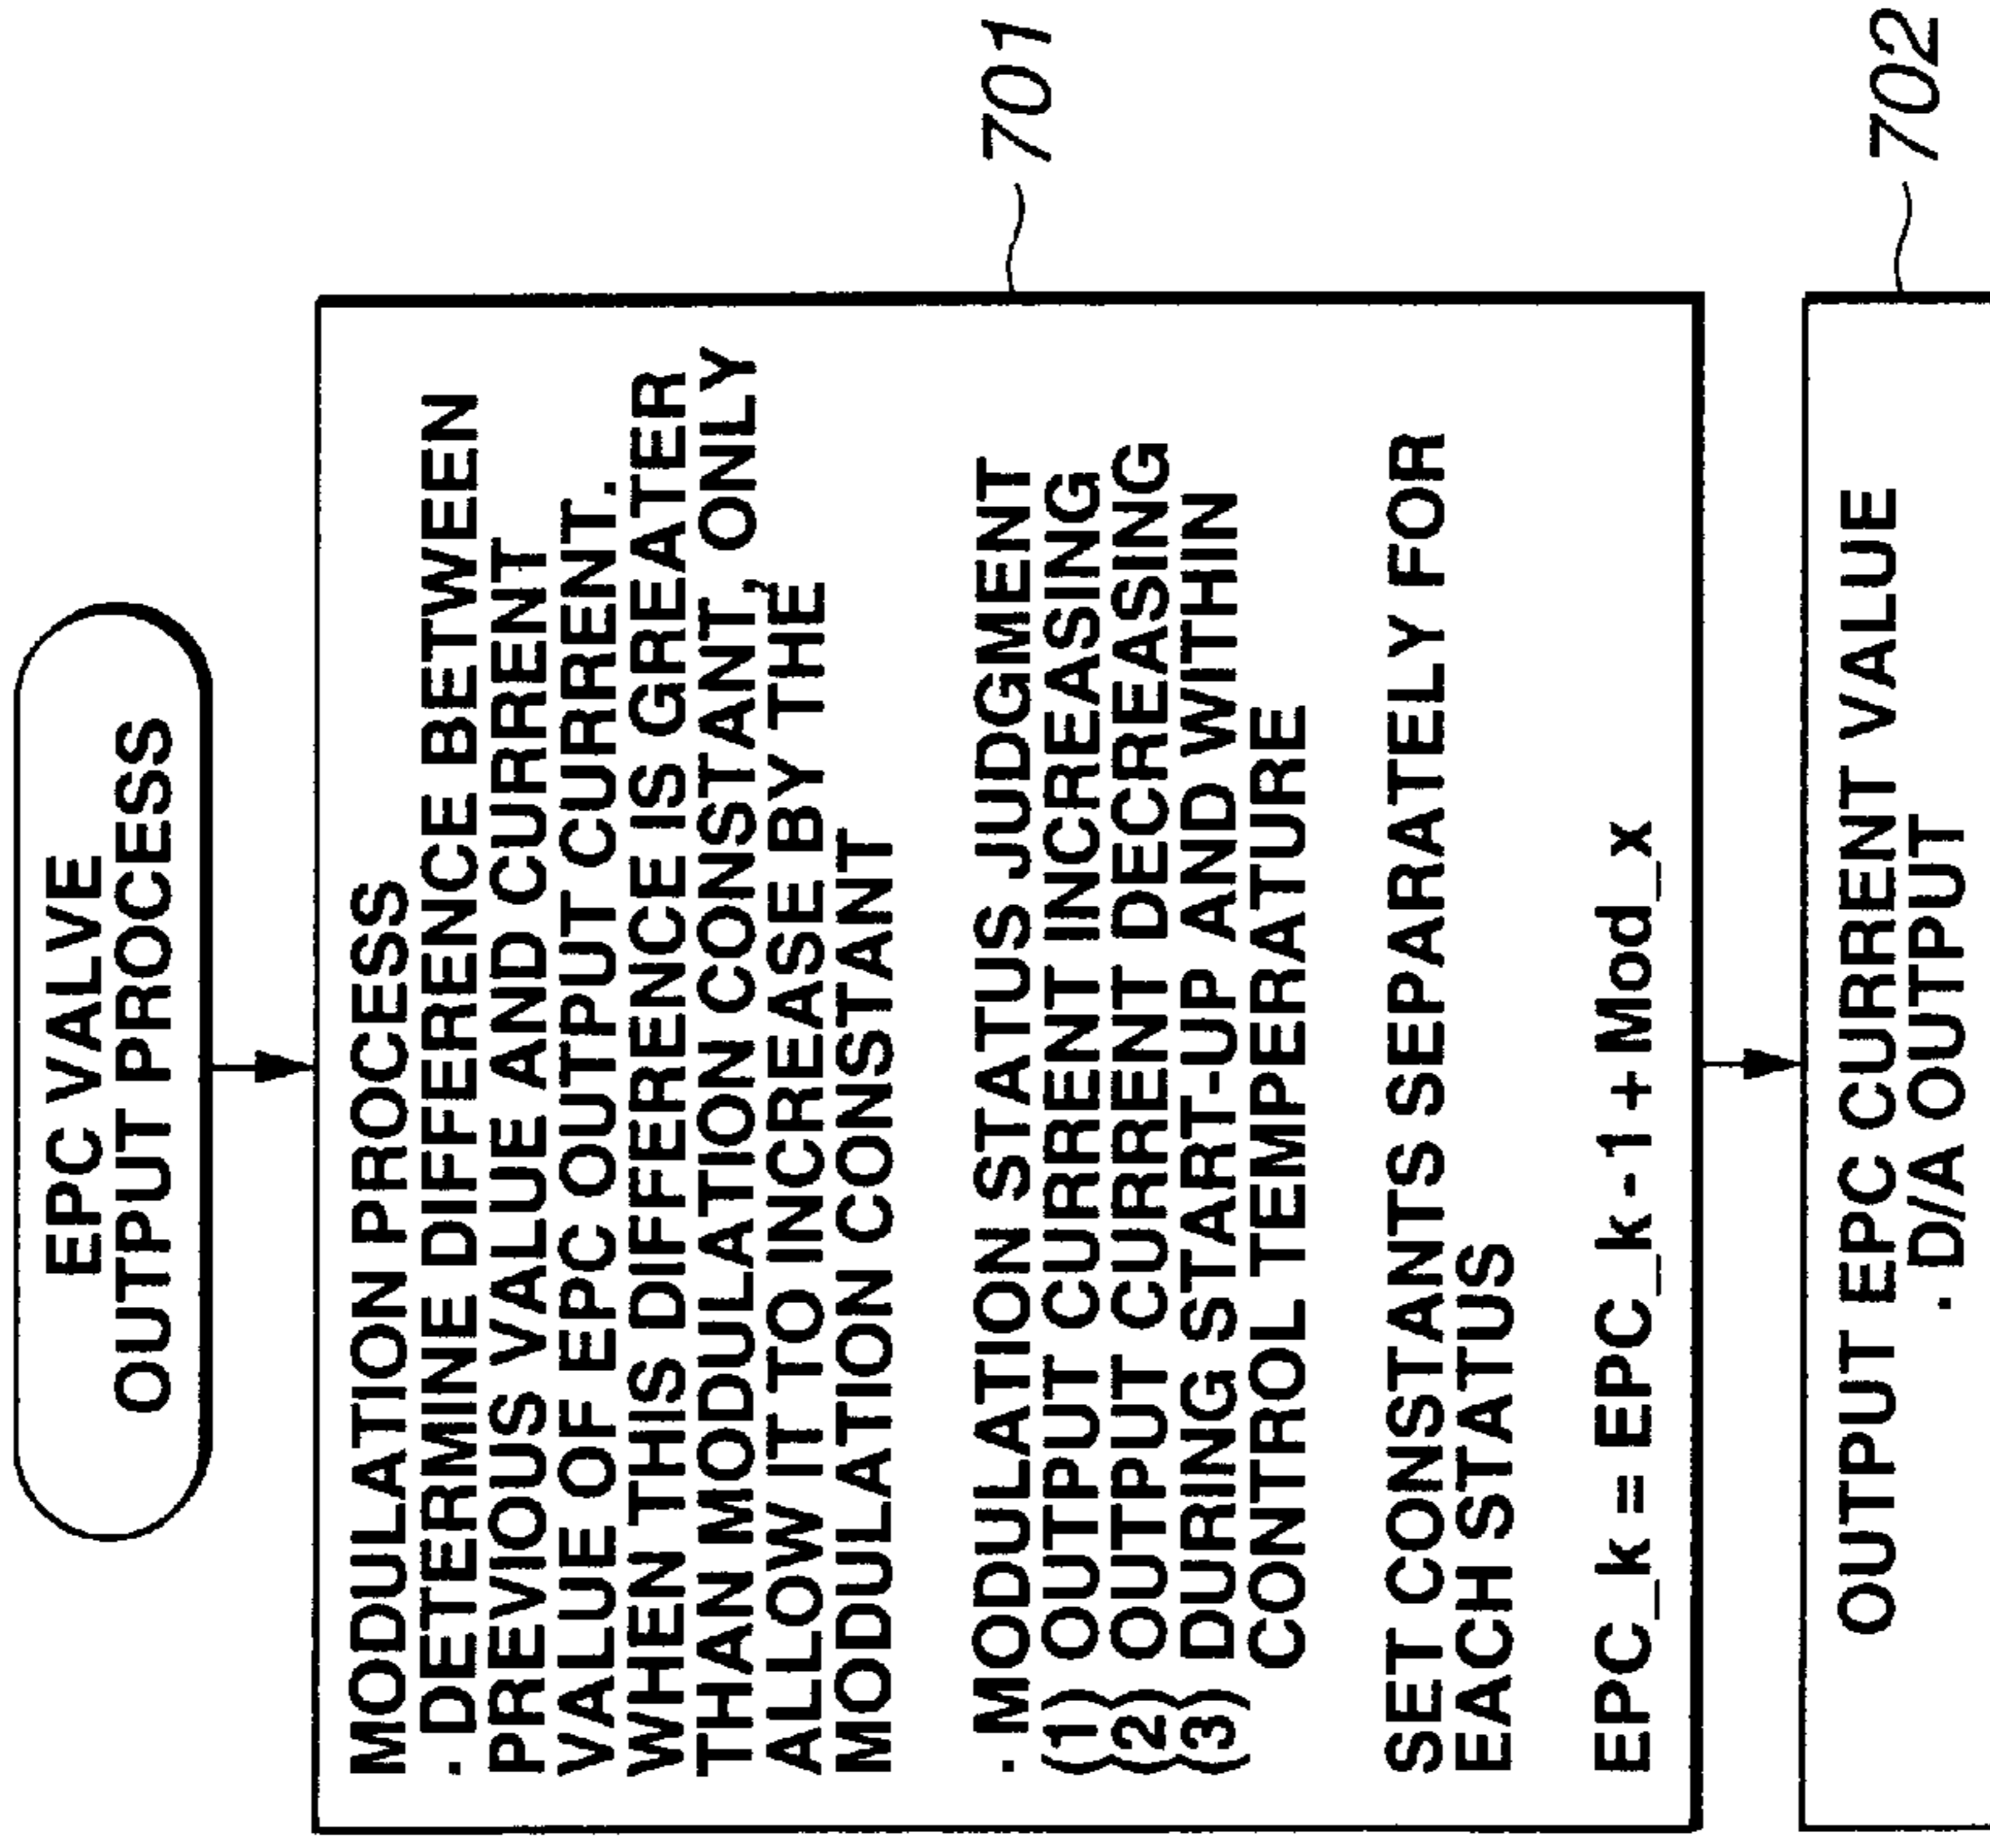 EPC VALVE
OUTPUT PROCESS
MODULATION PROCESS
. DETERMINE DIFFERENCE BETWEEN
PREVIOUS VALUE AND CURRENT
VALUE OF EPC OUTPUT CURRENT.
WHEN THIS DIFFERENCE IS GREATER
THAN MODULATION CONSTANT, ONLY
ALLOW IT TO INCREASE BY THE
MODULATION CONSTANT
. MODULATION STATUS JUDGMENT
(1) OUTPUT CURRENT INCREASING
(2) OUTPUT CURRENT DECREASING
(3) DURING START-UP AND WITHIN
CONTROL TEMPERATURE
SET CONSTANTS SEPARATELY FOR
EACH STATUS
EPC_k = EPC_k-1 + Mod_x
701
OUTPUT EPC CURRENT VALUE
. D/A OUTPUT
702